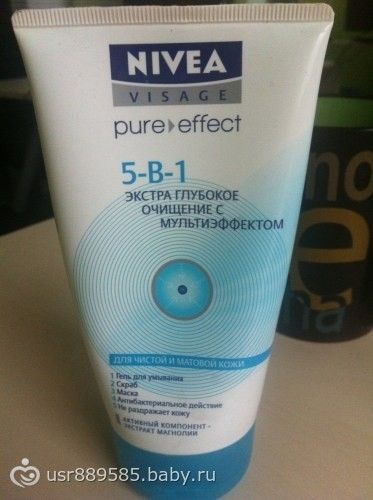 NIVEA
VISAGE
pure effect
5-В-1
ЭКСТРА ГЛУБОКОЕ
ОЧИЩЕНИЕ С
МУЛЬТИЭФФЕКТОМ
ДЛЯ ЧИСТОЙ И МАТОВОЙ КОЖИ
1 Гель для умывания
2 Скраб
3 Маска
4 Антибактериальное действие
5 Не раздражает кожу
АКТИВНЫЙ КОМПОНЕНТ -
ЭКСТРАКТ МАГНОЛИИ
usr889585.baby.ru